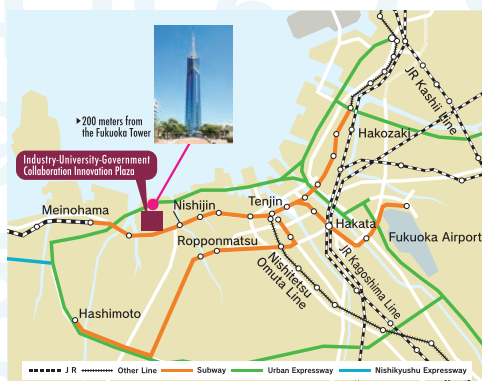 ▶200 meters from
the Fukuoka Tower
Industry-University-Government
Collaboration Innovation Plaza
JR Kashii Line
Hakozaki
Meinohama
Nishijin
Tenjin
Ropponmatsu
Hakata
Fukuoka Airport
Nishitetsu
Omuta Line
JR Kagoshima Line
Hashimoto
JR
Other Line
Subway
Urban Expressway
Nishikyushu Expressway